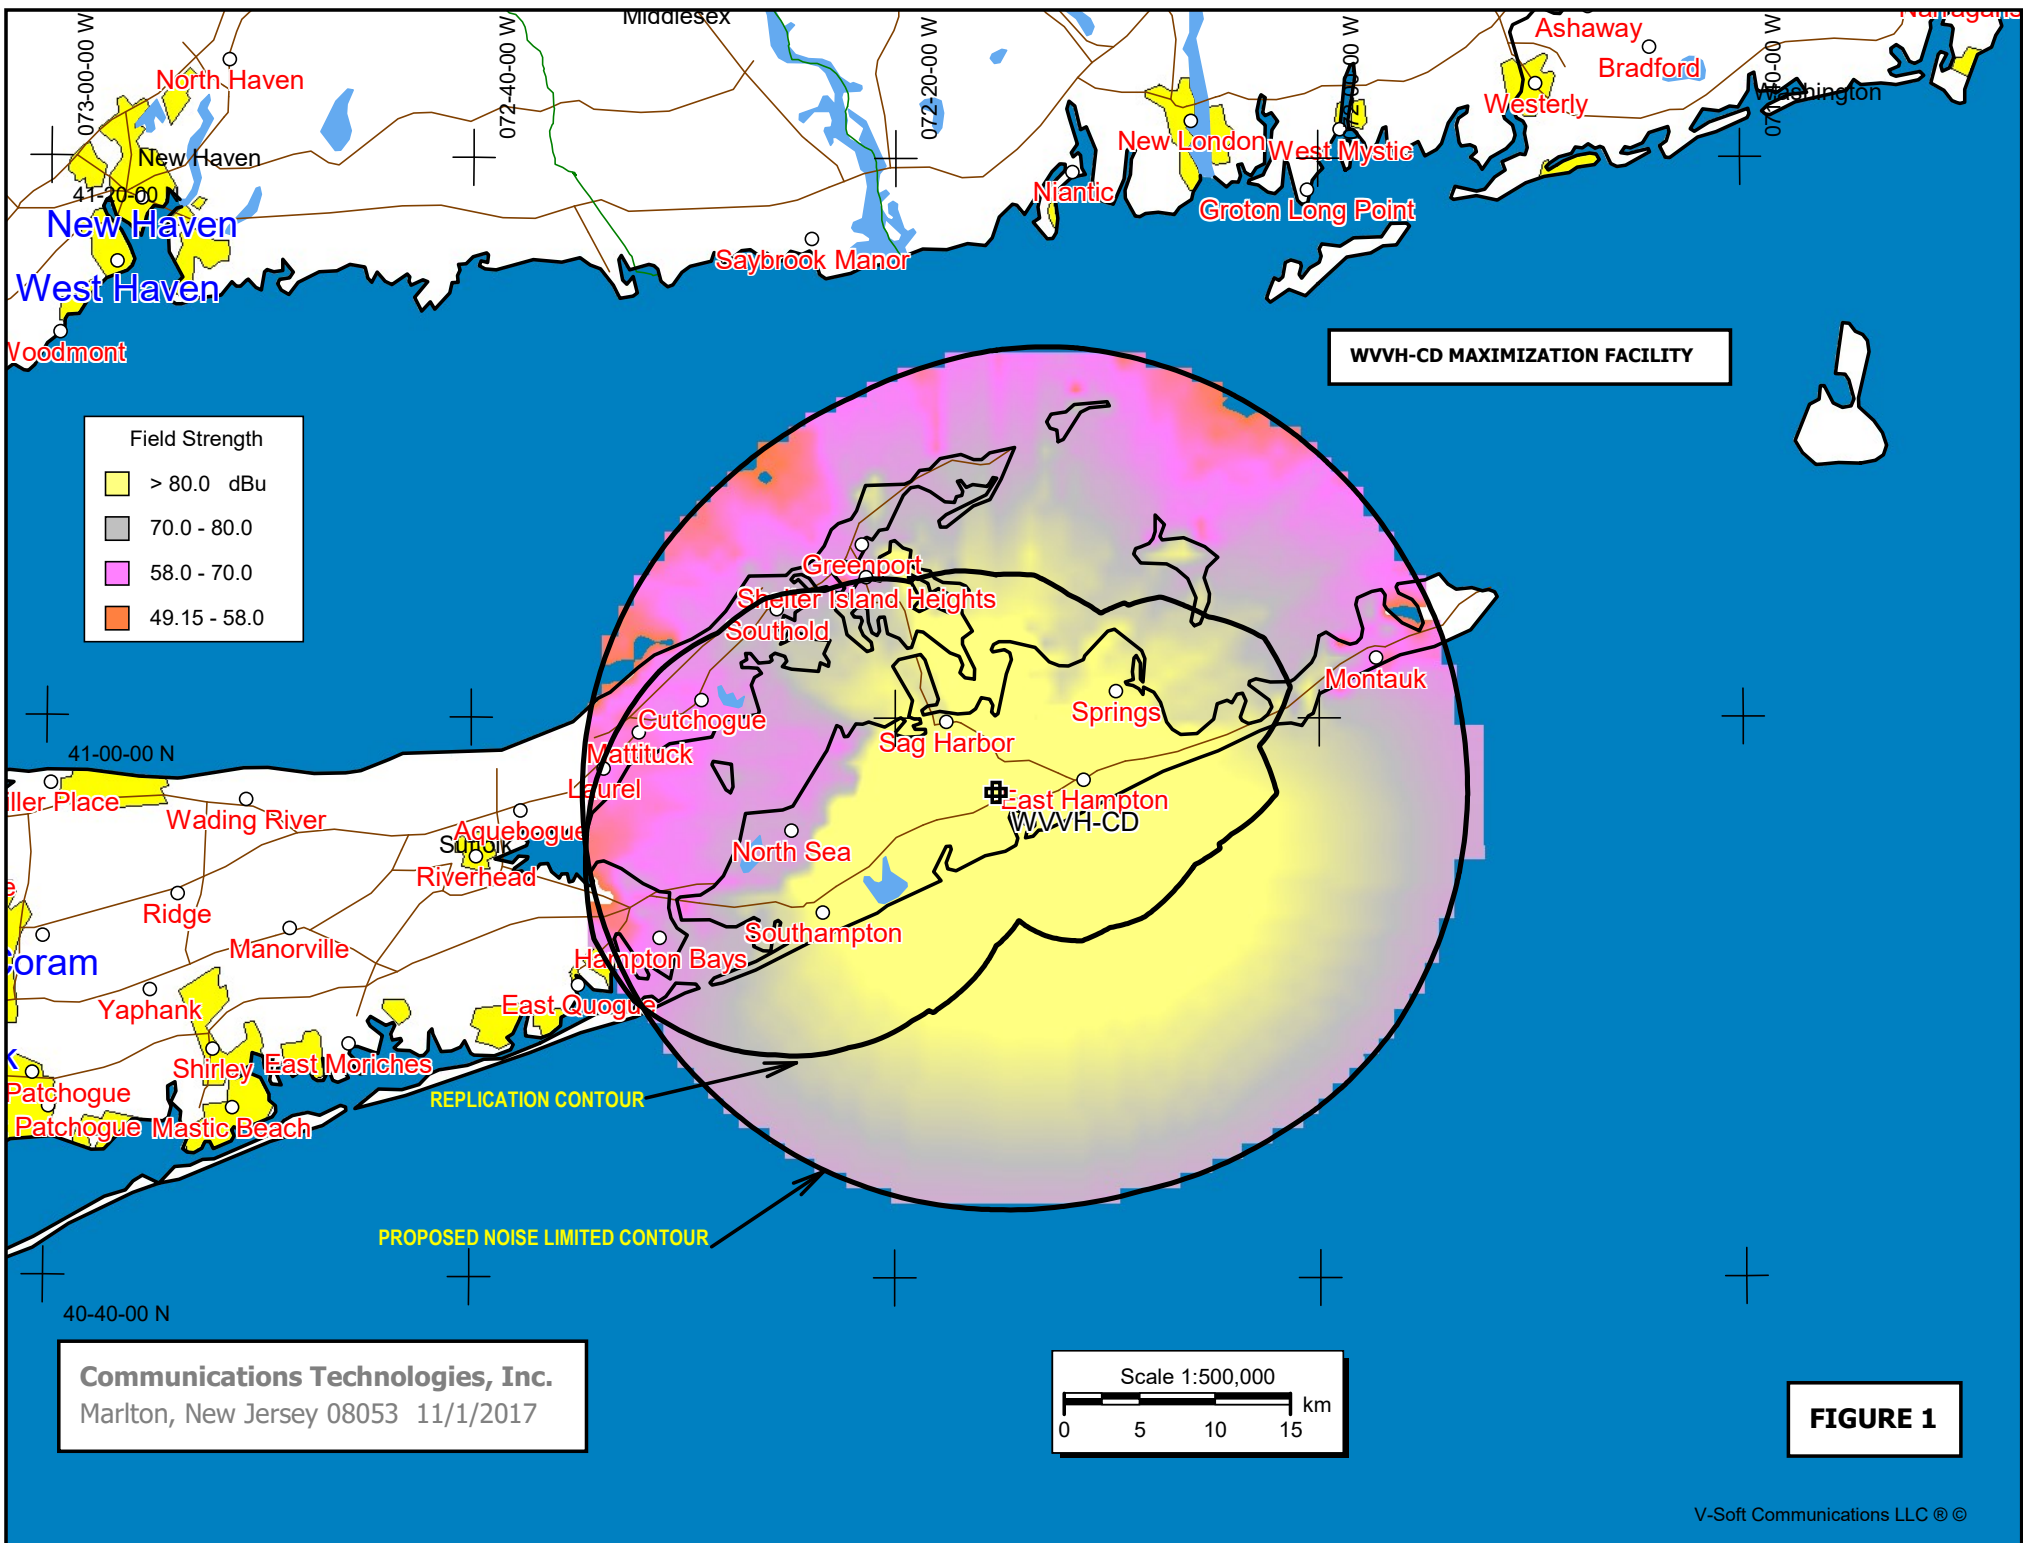 Middlesex
Ashaway
Bradford
Washington
Westerly
073-00-00 W
072-40-00 W
072-20-00 W
North Haven
New Haven
41-20-00 N
New Haven
West Haven
Woodmont
New London
West Mystic
Niantic
Groton Long Point
Saybrook Manor
WVVH-CD MAXIMIZATION FACILITY
Field Strength
> 80.0 dBu
70.0 - 80.0
58.0 - 70.0
49.15 - 58.0
Greenport
Shelter Island Heights
Southold
Cutchogue
Mattituck
Laurel
Sag Harbor
Springs
Montauk
East Hampton
WVVH-CD
North Sea
Southampton
Hampton Bays
East Quogue
41-00-00 N
iller Place
Wading River
Aquebogue
Suffolk
Riverhead
Ridge
Manorville
Coram
Yaphank
Shirley
East Moriches
Patchogue
Patchogue
Mastic Beach
REPLICATION CONTOUR
PROPOSED NOISE LIMITED CONTOUR
40-40-00 N
Communications Technologies, Inc.
Marlton, New Jersey 08053 11/1/2017
Scale 1:500,000
km
0 5 10 15
FIGURE 1
V-Soft Communications LLC ® ©